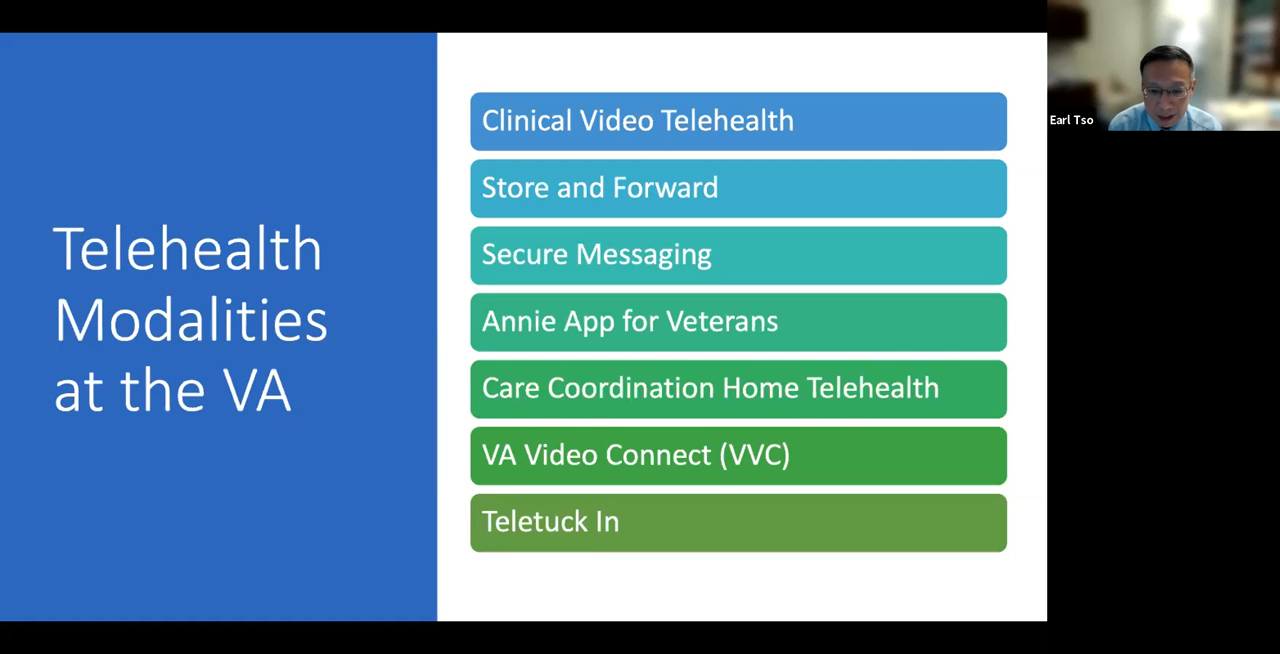 Telehealth
Modalities
at the VA
Clinical Video Telehealth
Store and Forward
Secure Messaging
Annie App for Veterans
Care Coordination Home Telehealth
VA Video Connect (VVC)
Teletuck In
Earl Tso